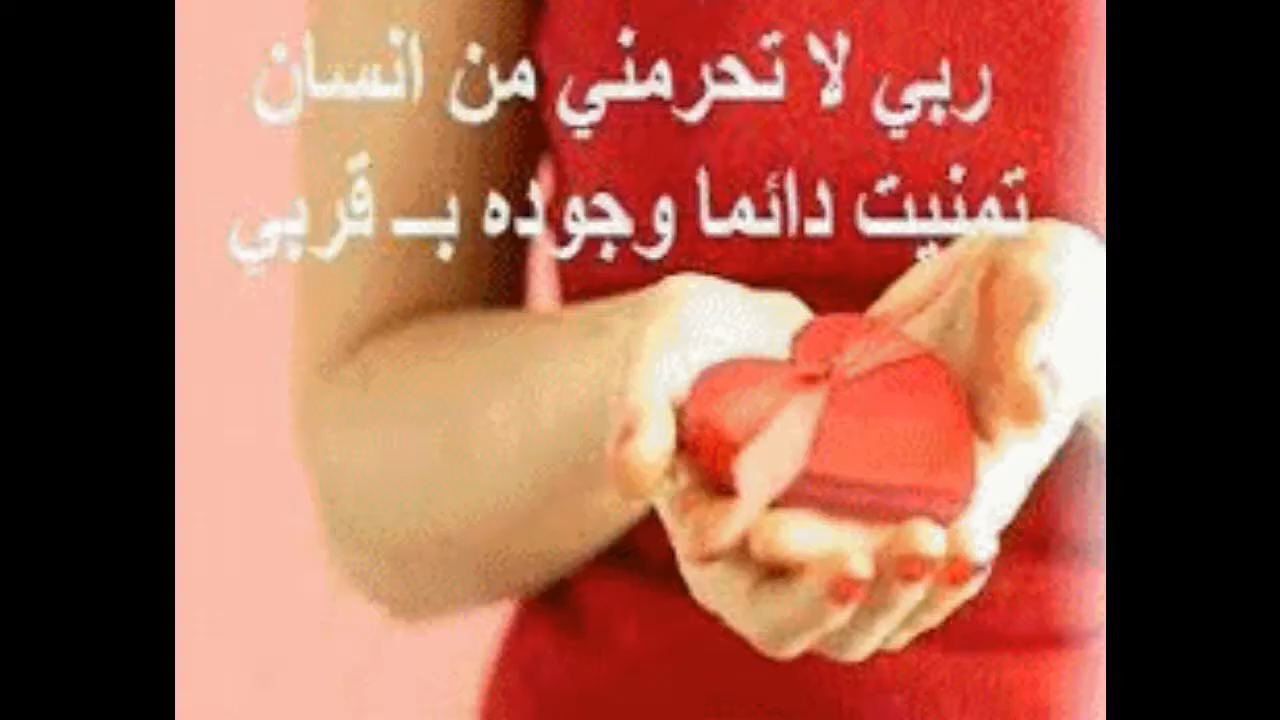 ربي لا تحرمني من انسان
تمنيت دائما وجوده بـ قربي